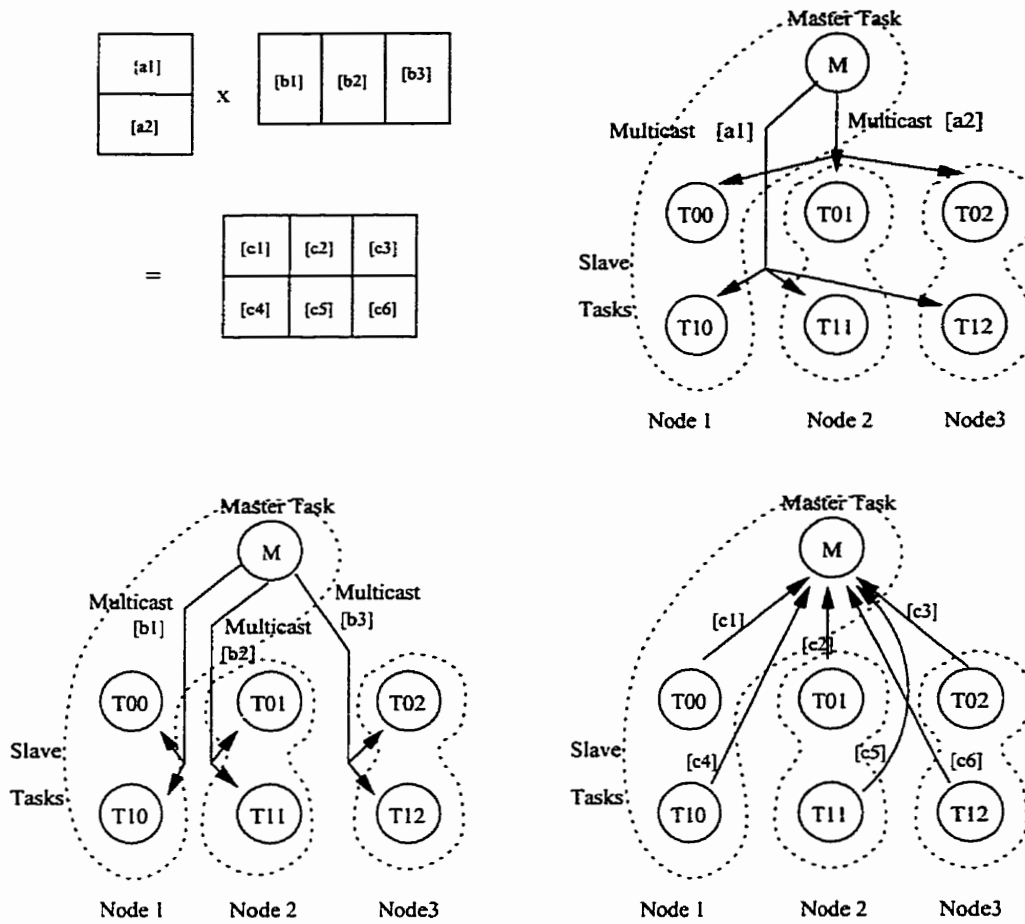 [a1]
[a2]
x
[b1] [b2] [b3]
=
[c1] [c2] [c3]
[c4] [c5] [c6]
Master Task
M
Multicast [a1]
Multicast [a2]
T00 T01 T02
Slave
Tasks
T10 T11 T12
Node 1 Node 2 Node3
Master Task
M
Multicast
[b1]
Multicast
[b2]
Multicast
[b3]
T00 T01 T02
Slave
Tasks
T10 T11 T12
Node 1 Node 2 Node3
Master Task
M
[c1] [c2] [c3]
T00 T01 T02
Slave
[c4] [c5] [c6]
Tasks
T10 T11 T12
Node 1 Node 2 Node3